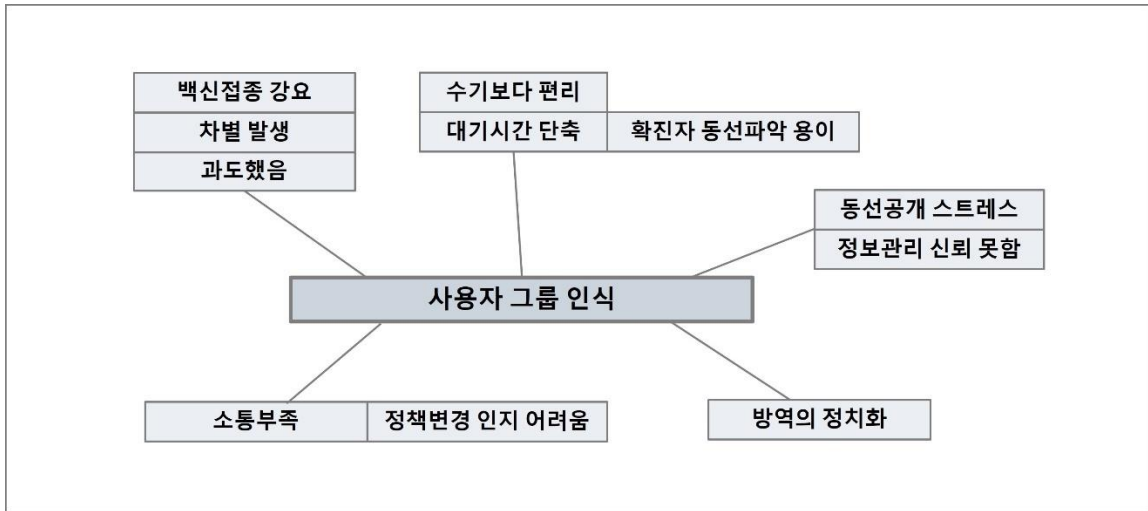 백신접종 강요
차별 발생
과도했음
수기보다 편리
대기시간 단축
확진자 동선파악 용이
동선공개 스트레스
정보관리 신뢰 못함
사용자 그룹 인식
소통부족
정책변경 인지 어려움
방역의 정치화